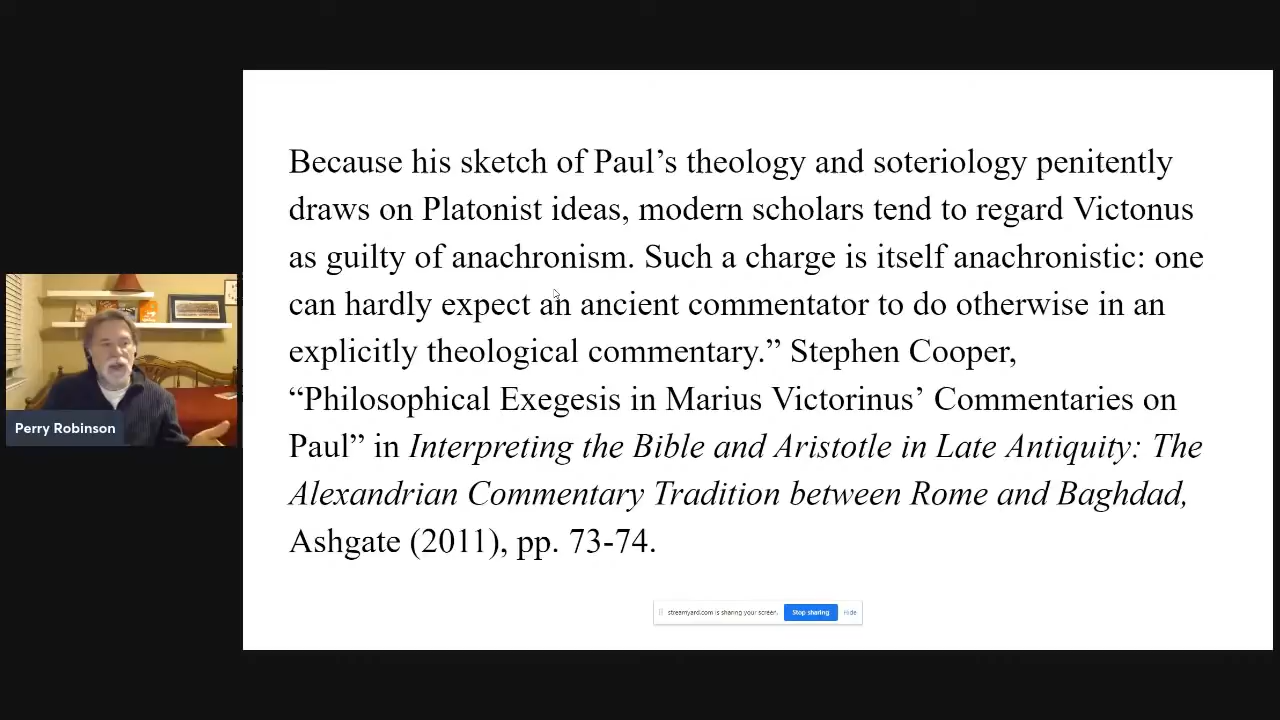 Because his sketch of Paul’s theology and soteriology penitently
draws on Platonist ideas, modern scholars tend to regard Victonus
as guilty of anachronism. Such a charge is itself anachronistic: one
can hardly expect an ancient commentator to do otherwise in an
explicitly theological commentary.” Stephen Cooper,
“Philosophical Exegesis in Marius Victorinus’ Commentaries on
Paul” in Interpreting the Bible and Aristotle in Late Antiquity: The
Alexandrian Commentary Tradition between Rome and Baghdad,
Ashgate (2011), pp. 73-74.
Perry Robinson
streamyard.com is sharing your screen. Stop sharing Hide